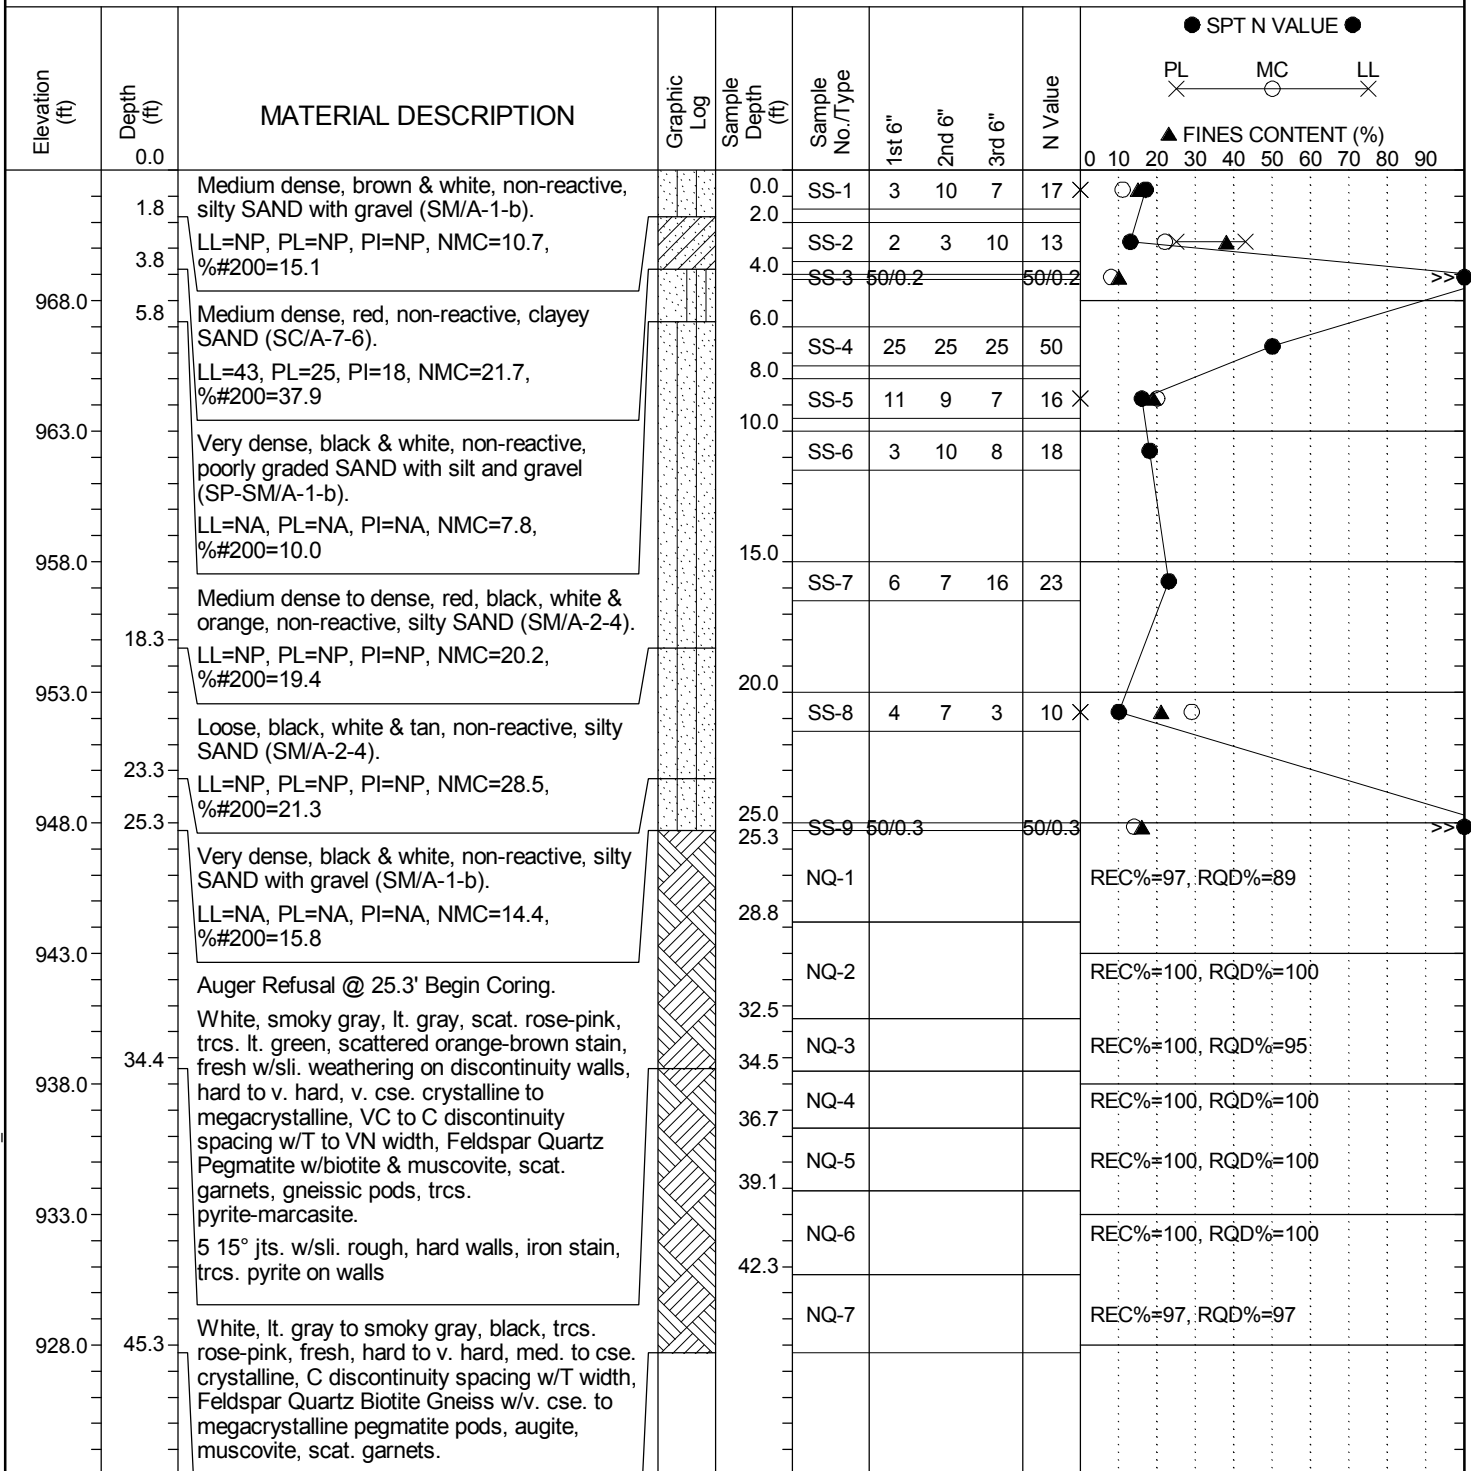 ● SPT N VALUE ●
PL MC LL
▲ FINES CONTENT (%)
0 10 20 30 40 50 60 70 80 90
Elevation (ft)
Depth (ft)
0.0
MATERIAL DESCRIPTION
Graphic Log
Sample Depth (ft)
Sample No./Type
1st 6"
2nd 6"
3rd 6"
N Value
Medium dense, brown & white, non-reactive,
silty SAND with gravel (SM/A-1-b).
LL=NP, PL=NP, PI=NP, NMC=10.7,
%#200=15.1
Medium dense, red, non-reactive, clayey
SAND (SC/A-7-6).
LL=43, PL=25, PI=18, NMC=21.7,
%#200=37.9
Very dense, black & white, non-reactive,
poorly graded SAND with silt and gravel
(SP-SM/A-1-b).
LL=NA, PL=NA, PI=NA, NMC=7.8,
%#200=10.0
Medium dense to dense, red, black, white &
orange, non-reactive, silty SAND (SM/A-2-4).
LL=NP, PL=NP, PI=NP, NMC=20.2,
%#200=19.4
Loose, black, white & tan, non-reactive, silty
SAND (SM/A-2-4).
LL=NP, PL=NP, PI=NP, NMC=28.5,
%#200=21.3
Very dense, black & white, non-reactive, silty
SAND with gravel (SM/A-1-b).
LL=NA, PL=NA, PI=NA, NMC=14.4,
%#200=15.8
Auger Refusal @ 25.3' Begin Coring.
White, smoky gray, lt. gray, scat. rose-pink,
trcs. lt. green, scattered orange-brown stain,
fresh w/sli. weathering on discontinuity walls,
hard to v. hard, v. cse. crystalline to
megacrystalline, VC to C discontinuity
spacing w/T to VN width, Feldspar Quartz
Pegmatite w/biotite & muscovite, scat.
garnets, gneissic pods, trcs.
pyrite-marcasite.
5 15° jts. w/sli. rough, hard walls, iron stain,
trcs. pyrite on walls
White, lt. gray to smoky gray, black, trcs.
rose-pink, fresh, hard to v. hard, med. to cse.
crystalline, C discontinuity spacing w/T width,
Feldspar Quartz Biotite Gneiss w/v. cse. to
megacrystalline pegmatite pods, augite,
muscovite, scat. garnets.
968.0
963.0
958.0
953.0
948.0
943.0
938.0
933.0
928.0
1.8
3.8
5.8
18.3
23.3
25.3
34.4
45.3
0.0
2.0
4.0
6.0
8.0
10.0
15.0
20.0
25.0
25.3
28.8
32.5
34.5
36.7
39.1
42.3
SS-1 3 10 7 17
SS-2 2 3 10 13
SS-3 50/0.2 50/0.2 >>
SS-4 25 25 25 50
SS-5 11 9 7 16
SS-6 3 10 8 18
SS-7 6 7 16 23
SS-8 4 7 3 10
SS-9 50/0.3 50/0.3 >>
NQ-1 REC%=97, RQD%=89
NQ-2 REC%=100, RQD%=100
NQ-3 REC%=100, RQD%=95
NQ-4 REC%=100, RQD%=100
NQ-5 REC%=100, RQD%=100
NQ-6 REC%=100, RQD%=100
NQ-7 REC%=97, RQD%=97